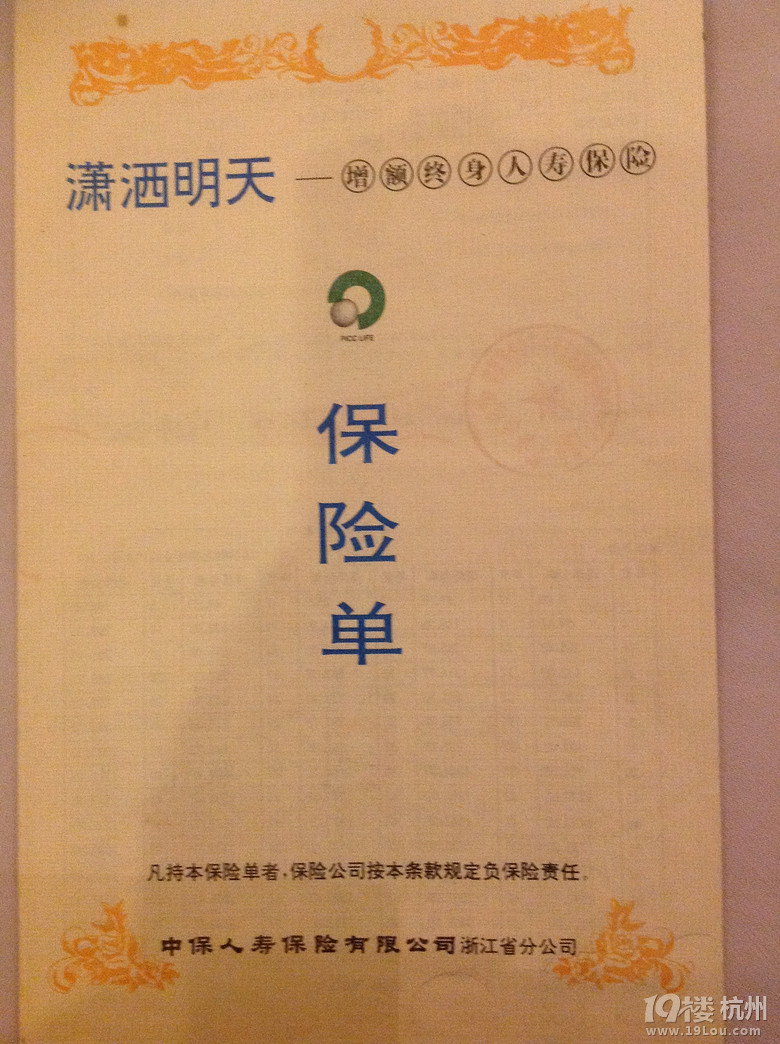 潇洒明天—增额终身人寿保险
PICC LIFE
保
险
单
凡持本保险单者,保险公司按本条款规定负保险责任。
中保人寿保险有限公司浙江省分公司
19楼 杭州
www.19Lou.com